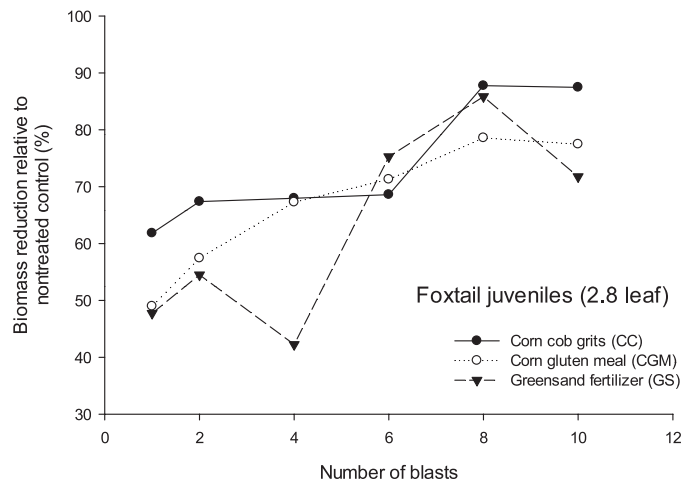 100
90
80
70
60
50
40
30
0
2
4
6
8
10
12
Biomass reduction relative to
nontreated control (%)
Foxtail juveniles (2.8 leaf)
Corn cob grits (CC)
Corn gluten meal (CGM)
Greensand fertilizer (GS)
Number of blasts